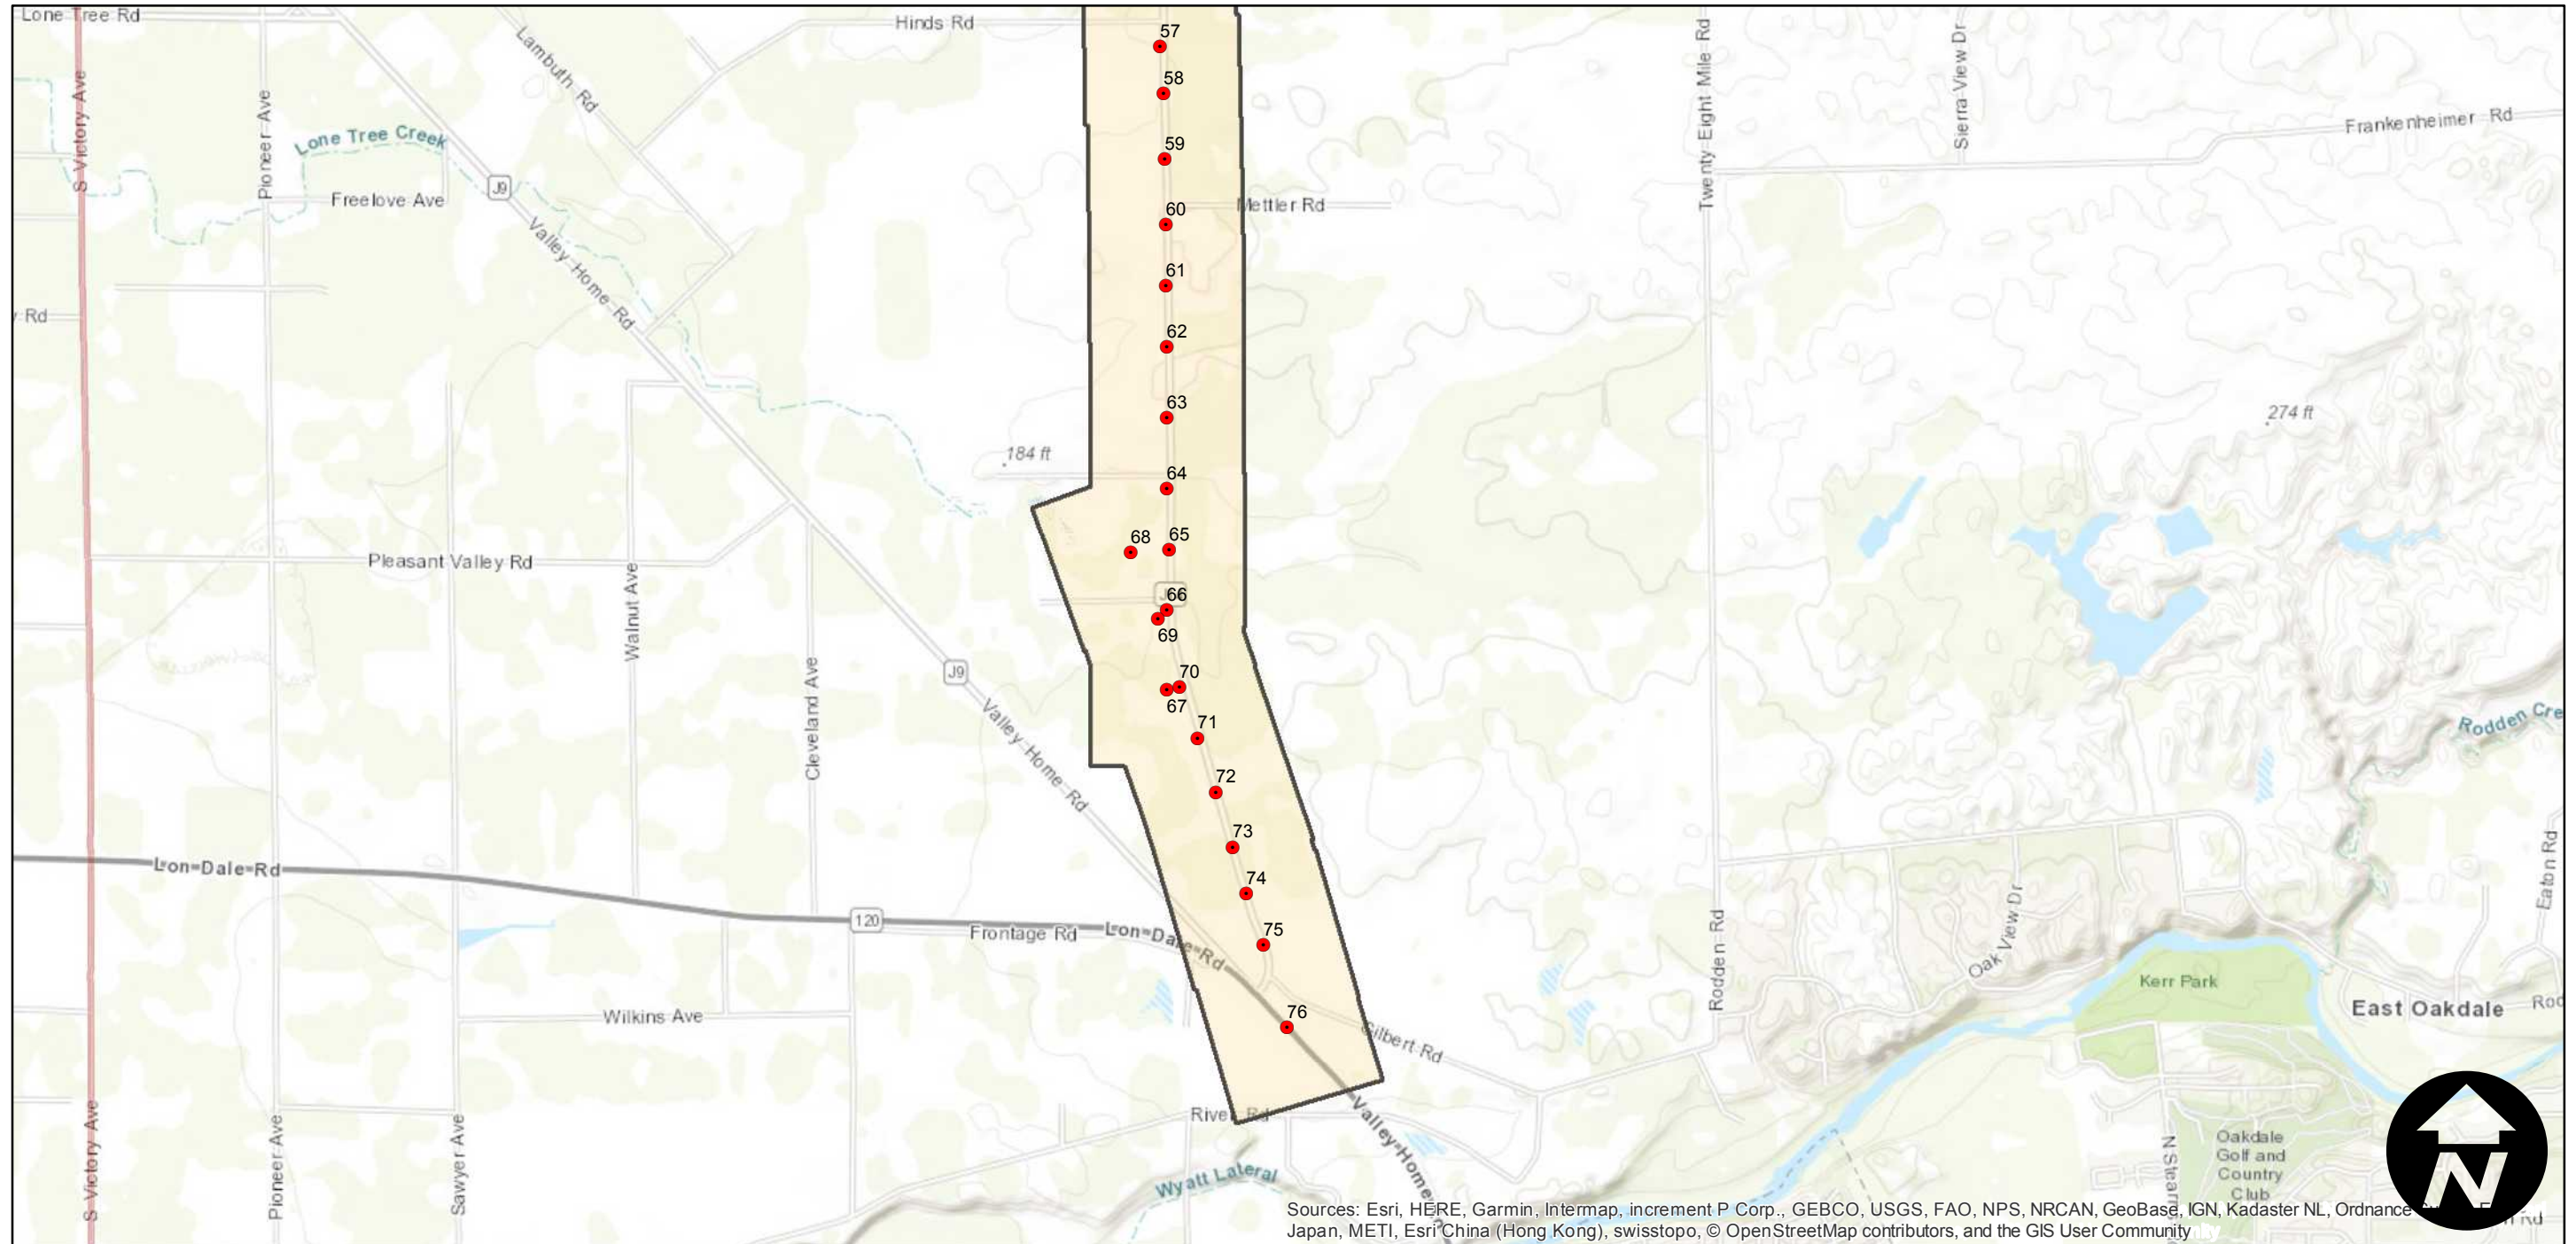 Lone Tree Rd
Hinds Rd
57
Lambuth Rd
Twenty Eight Mile Rd
Sierra View Dr
58
S Victory Ave
Pioneer Ave
Lone Tree Creek
Frankenheimer Rd
59
J9
Freelove Ave
60
Mettler Rd
Valley Home Rd
61
Rd
62
63
274 ft
184 ft
64
68
65
Pleasant Valley Rd
Walnut Ave
66
69
J9
70
67
Cleveland Ave
Valley Home Rd
71
Rodden Cre
72
73
Lon Dale Rd
74
Eaton Rd
120
Frontage Rd
Lon Dale Rd
75
Rodden Rd
Oak View Dr
Kerr Park
East Oakdale
Wilkins Ave
76
Gilbert Rd
River Rd
Valley Home
S Victory Ave
Pioneer Ave
Sawyer Ave
Wyatt Lateral
N Stear
Oakdale
Golf and
Country
Club
N
Sources: Esri, HERE, Garmin, Intermap, increment P Corp., GEBCO, USGS, FAO, NPS, NRCAN, GeoBase, IGN, Kadaster NL, Ordnance
Japan, METI, Esri China (Hong Kong), swisstopo, © OpenStreetMap contributors, and the GIS User Community